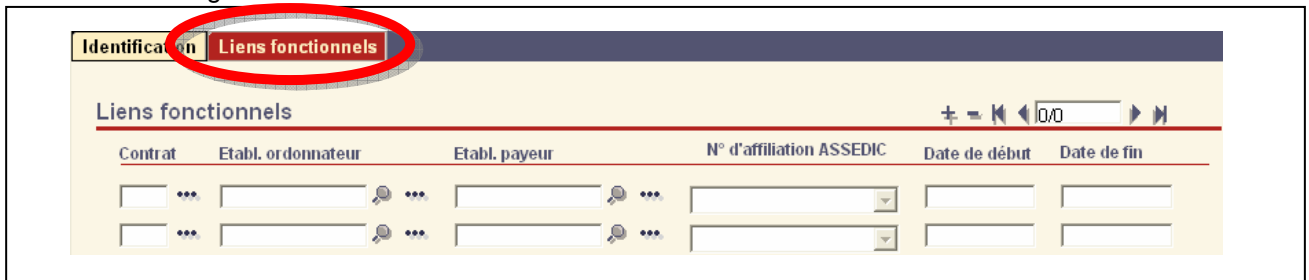 Identification Liens fonctionnels
Liens fonctionnels 0/0
Contrat Etabl. ordonnateur Etabl. payeur N° d'affiliation ASSEDIC Date de début Date de fin